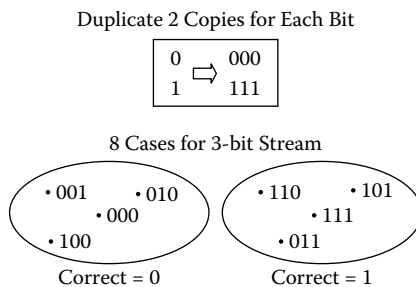 Duplicate 2 Copies for Each Bit
0 000
1 111
8 Cases for 3-bit Stream
001 010
000
100
110 101
111
011
Correct = 0 Correct = 1